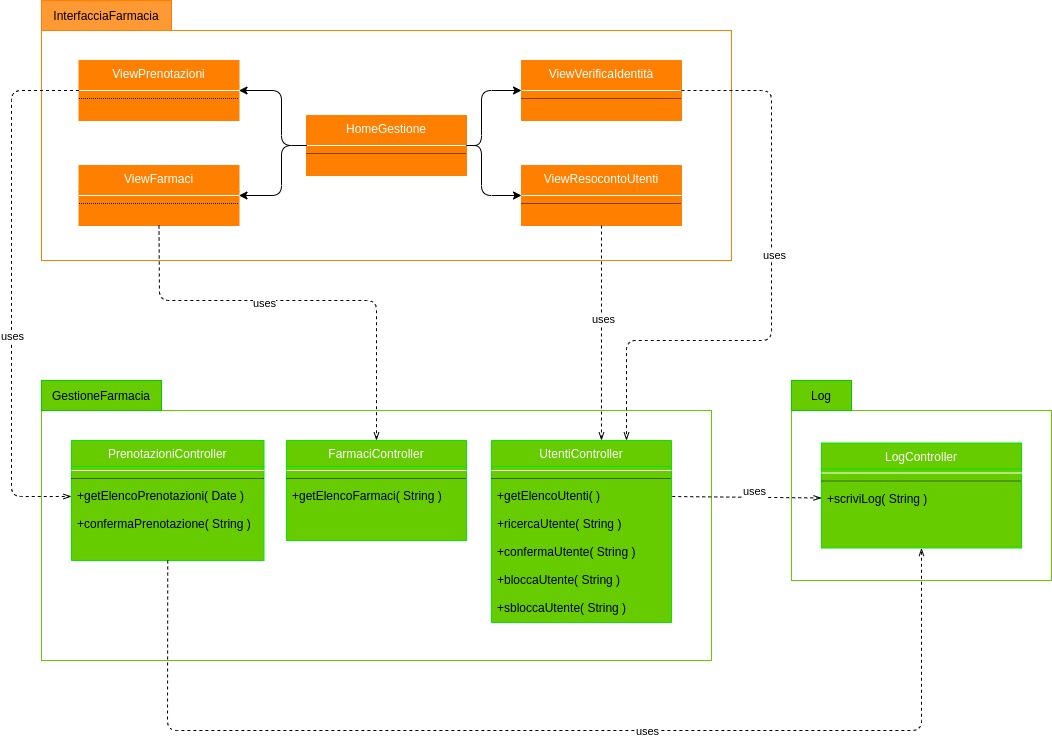 InterfacciaFarmacia
ViewPrenotazioni
ViewVerificaIdentità
HomeGestione
ViewFarmaci
ViewResocontoUtenti
uses
uses
uses
uses
GestioneFarmacia
Log
PrenotazioniController
+getElencoPrenotazioni( Date )
+confermaPrenotazione( String )
FarmaciController
+getElencoFarmaci( String )
UtentiController
+getElencoUtenti( )
+ricercaUtente( String )
+confermaUtente( String )
+bloccaUtente( String )
+sbloccaUtente( String )
uses
LogController
+scriviLog( String )
uses